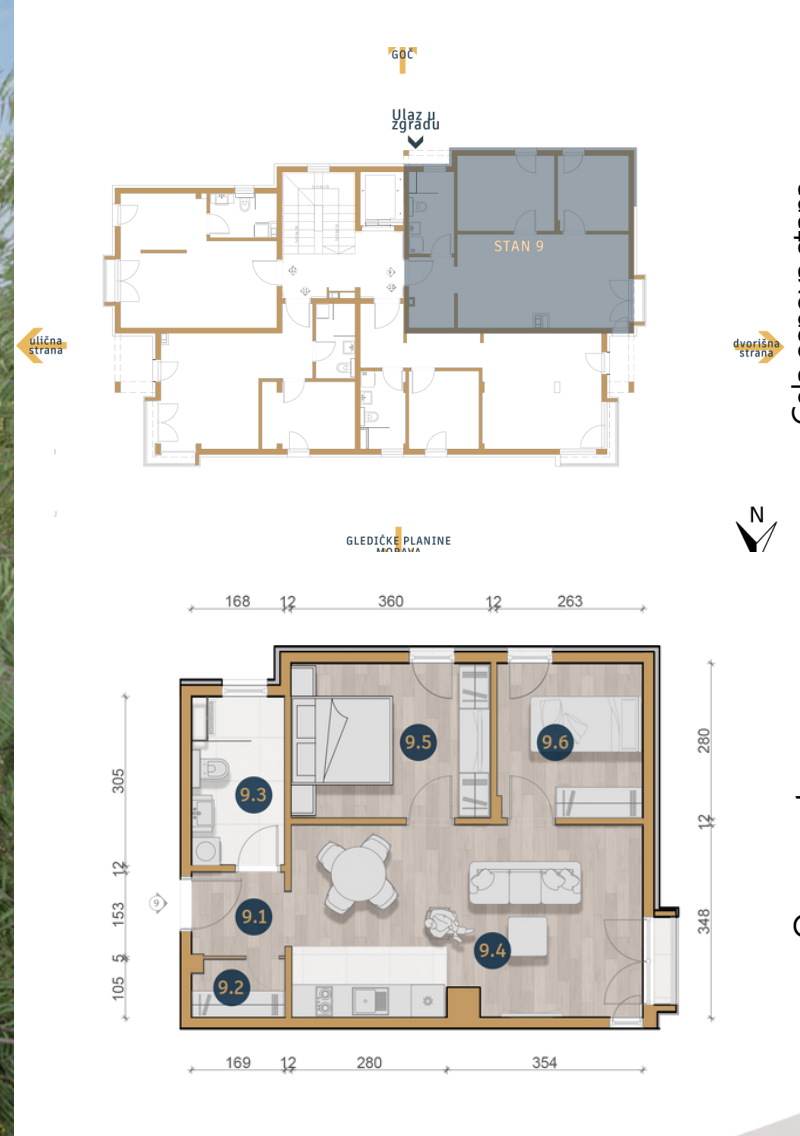 GOČ
Ulaz u
zgradu
STAN 9
ulična
strana
dvorišna
strana
N
GLEDIČKE PLANINE
MORAVA
168 12 360 12 263
9.5
9.6
280
305
9.3
12
12
9
153
9.1
348
9.4
5
105
9.2
169 12 280 354